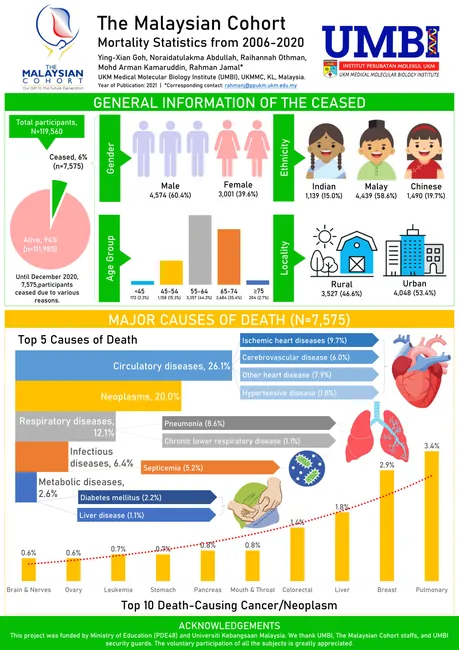 The Malaysian Cohort
Mortality Statistics from 2006-2020
Ying-Xian Goh, Noraidatulakma Abdullah, Raihannah Othman,
Mohd Arman Kamaruddin, Rahman Jamal*
UKM Medical Molecular Biology Institute (UMBI), UKMMC, KL, Malaysia.
Year of Publication: 2021 | *Corresponding contact: rahmanj@ppukm.ukm.edu.my
THE
MALAYSIAN
COHORT
Our Gift to the Future Generation
UMBI
INSTITUT PERUBATAN MOLEKUL UKM
UKM MEDICAL MOLECULAR BIOLOGY INSTITUTE
GENERAL INFORMATION OF THE CEASED
Total participants,
N=119,560
Ceased, 6%
(n=7,575)
Alive, 94%
(n=111,985)
Until December 2020,
7,575,participants
ceased due to various
reasons.
Gender
Male
4,574 (60.4%)
Female
3,001 (39.6%)
Ethnicity
Indian
1,139 (15.0%)
Malay
4,439 (58.6%)
Chinese
1,490 (19.7%)
Age Group
<45
172 (2.3%)
45-54
1,158 (15.3%)
55-64
3,357 (44.3%)
65-74
2,684 (35.4%)
≥75
204 (2.7%)
Locality
Rural
3,527 (46.6%)
Urban
4,048 (53.4%)
MAJOR CAUSES OF DEATH (N=7,575)
Top 5 Causes of Death
Circulatory diseases, 26.1%
Ischemic heart diseases (9.7%)
Cerebrovascular disease (6.0%)
Other heart disease (7.9%)
Hypertensive disease (1.8%)
Neoplasms, 20.0%
Respiratory diseases,
12.1%
Pneumonia (8.6%)
Chronic lower respiratory disease (1.1%)
Infectious
diseases, 6.4%
Septicemia (5.2%)
Metabolic diseases,
2.6%
Diabetes mellitus (2.2%)
Liver disease (1.1%)
0.6%
0.6%
0.7%
0.7%
0.8%
0.8%
1.4%
1.8%
2.9%
3.4%
Brain & Nerves
Ovary
Leukemia
Stomach
Pancreas
Mouth & Throat
Colorectal
Liver
Breast
Pulmonary
Top 10 Death-Causing Cancer/Neoplasm
ACKNOWLEDGEMENTS
This project was funded by Ministry of Education (PDE48) and Universiti Kebangsaan Malaysia. We thank UMBI, The Malaysian Cohort staffs, and UMBI
security guards. The voluntary participation of all the subjects is greatly appreciated.